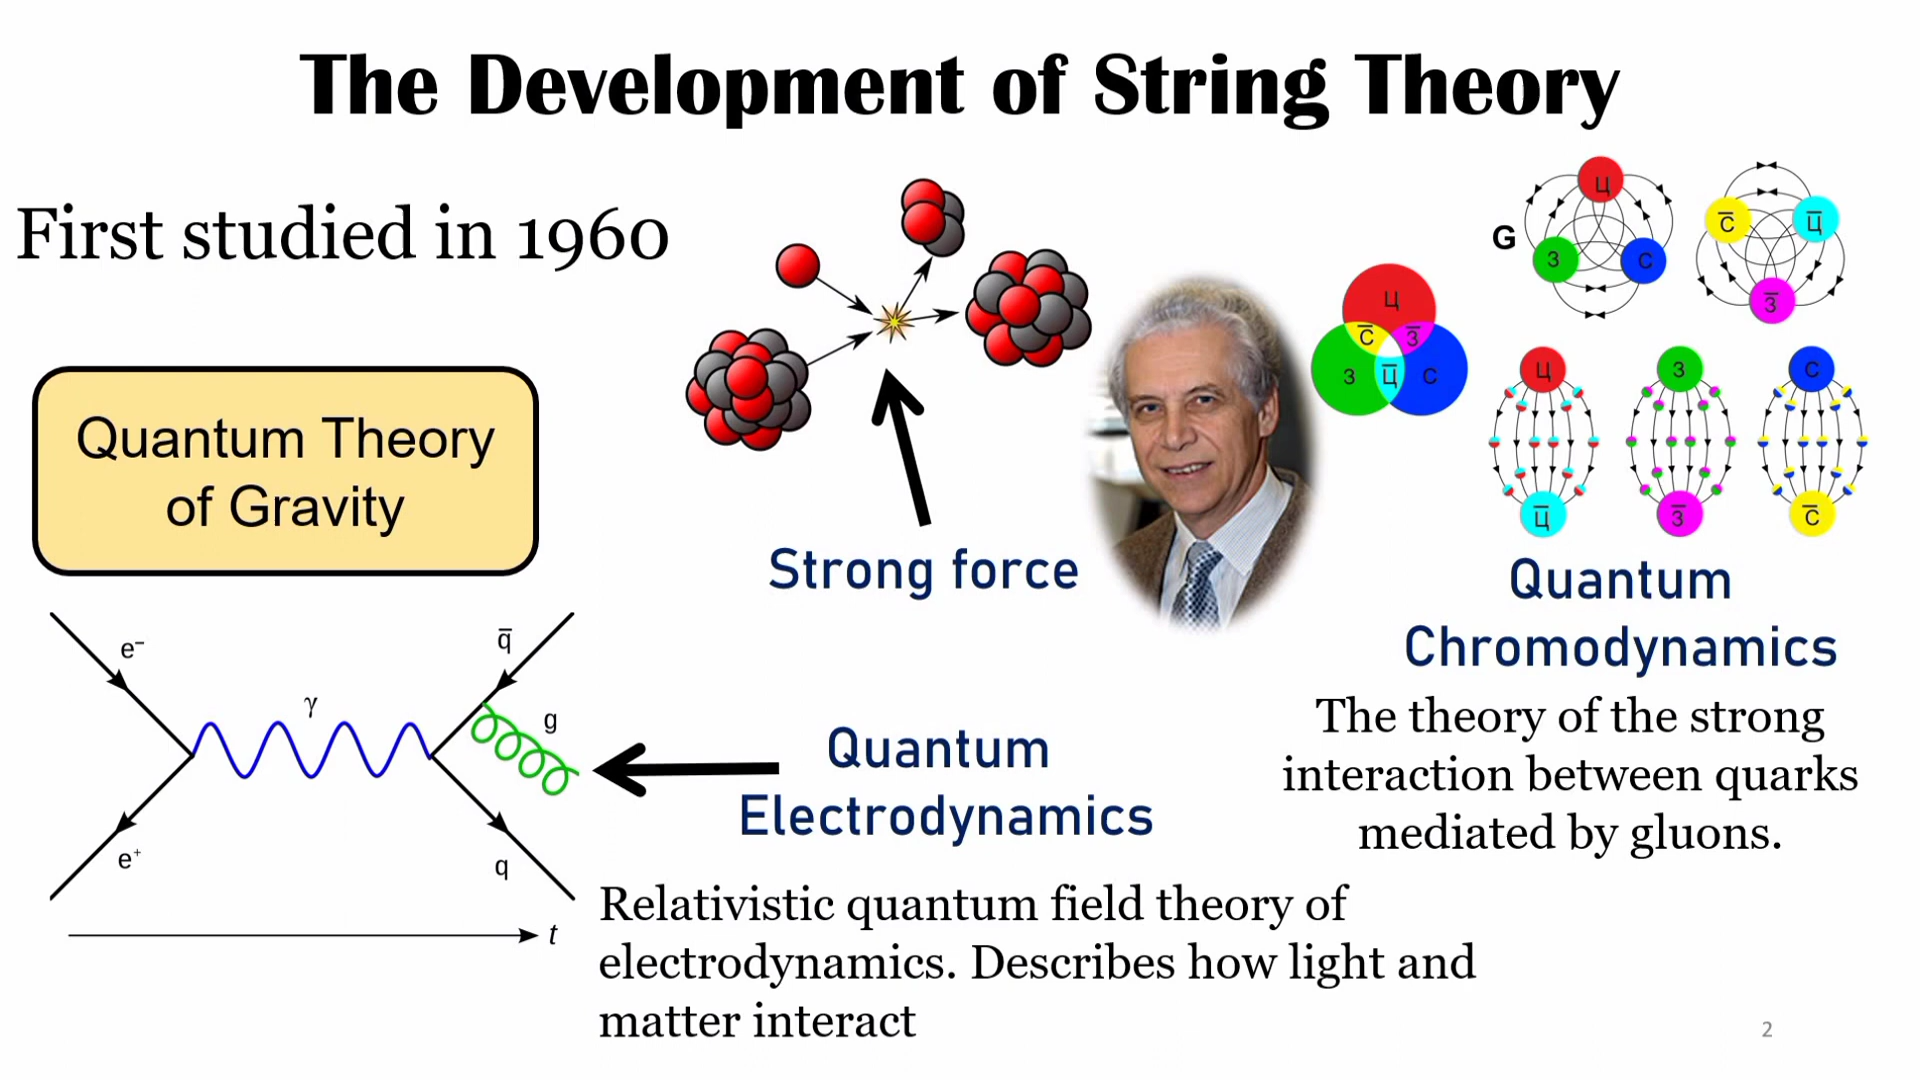 The Development of String Theory
First studied in 1960
Quantum Theory
of Gravity
e⁻
e⁺
γ
q̅
g
q
t
Strong force
Quantum
Electrodynamics
Relativistic quantum field theory of
electrodynamics. Describes how light and
matter interact
Ц
С̅
З̅
З
Ц̅
С
G
Ц
З
С
С̅
Ц̅
З̅
Ц
З
С
Ц̅
З̅
С̅
Quantum
Chromodynamics
The theory of the strong
interaction between quarks
mediated by gluons.
2